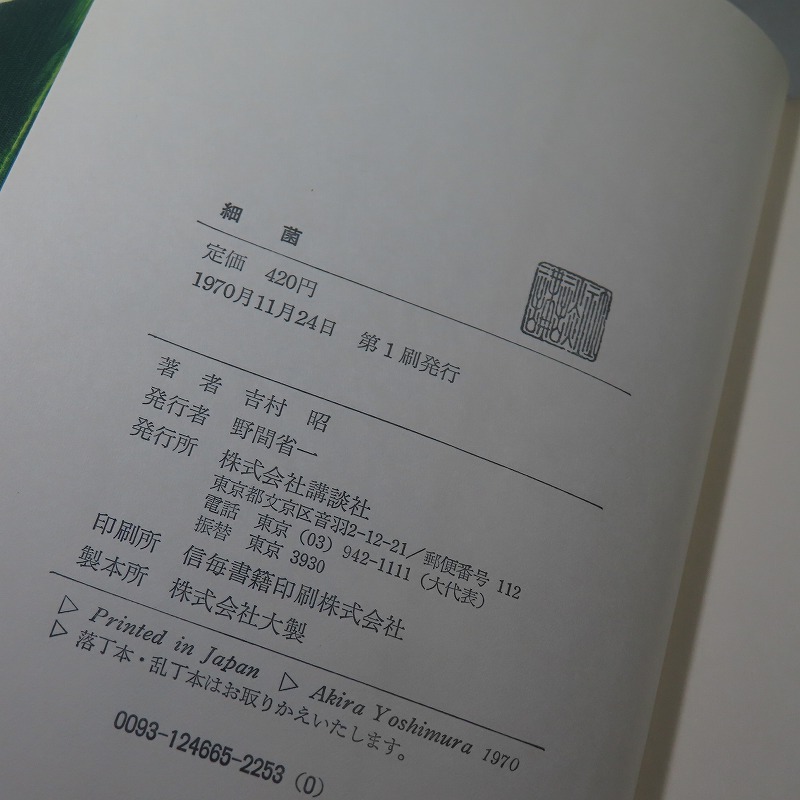 細菌
定価 420円
1970月11月24日 第1刷発行
著者 吉村 昭
発行者 野間省一
発行所 株式会社講談社
東京都文京区音羽2-12-21/郵便番号 112
電話 東京 (03) 942-1111 (大代表)
振替 東京 3930
印刷所 信毎書籍印刷株式会社
製本所 株式会社大製
▷ Printed in Japan ▷ Akira Yoshimura 1970
▷ 落丁本・乱丁本はお取りかえいたします。
0093-124665-2253 (0)